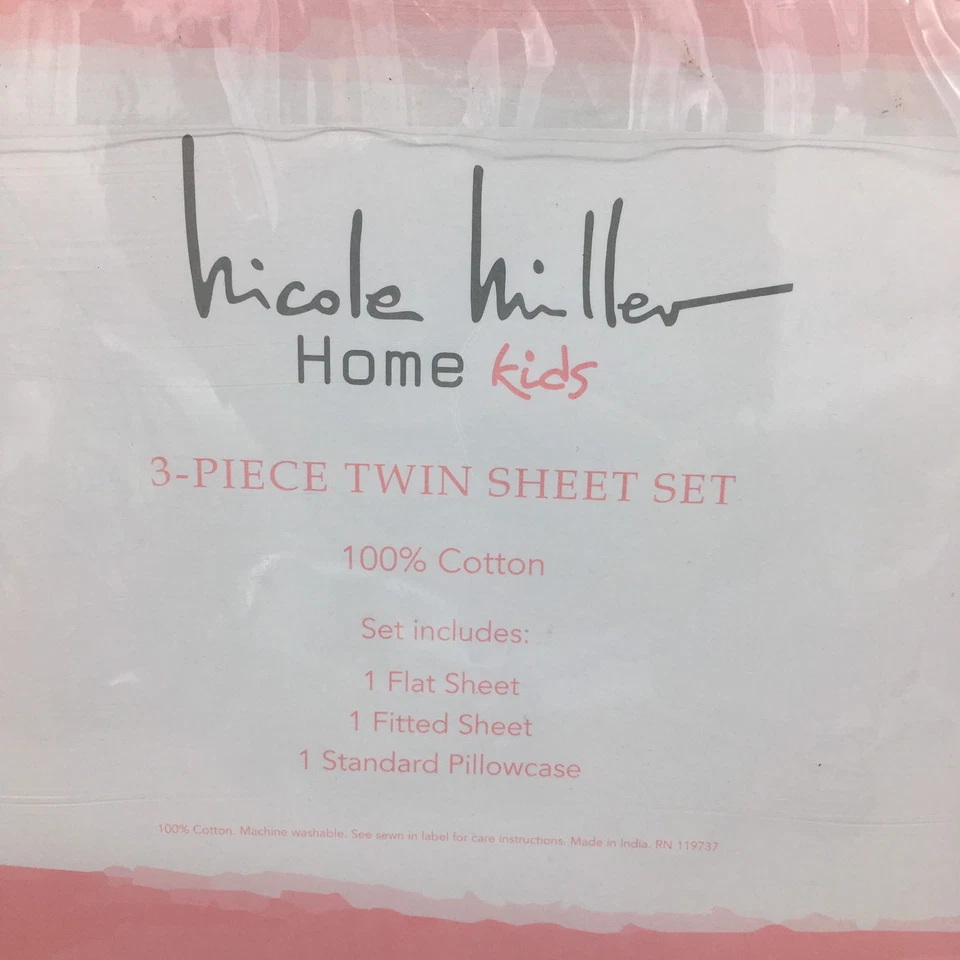 Nicole Miller
Home kids
3-PIECE TWIN SHEET SET
100% Cotton
Set includes:
1 Flat Sheet
1 Fitted Sheet
1 Standard Pillowcase
100% Cotton. Machine washable. See sewn in label for care instructions. Made in India. RN 119737